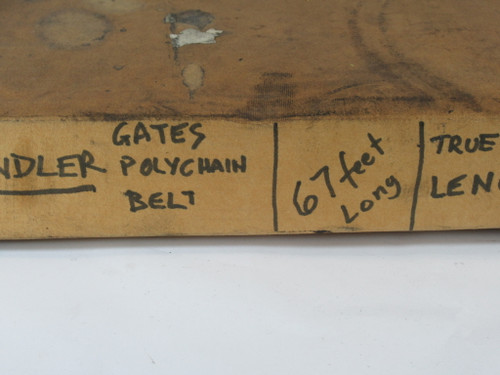 NDLER
GATES
POLYCHAIN
BELT
67 feet
Long
TRUE
LEN